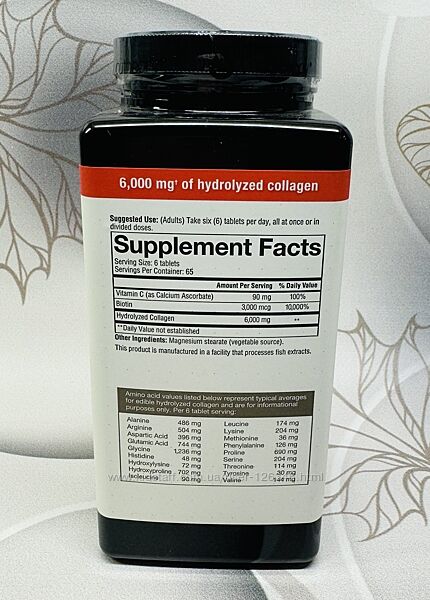 6,000 mg† of hydrolyzed collagen
Suggested Use: (Adults) Take six (6) tablets per day, all at once or in
divided doses.
Supplement Facts
Serving Size: 6 tablets
Servings Per Container: 65
Amount Per Serving % Daily Value
Vitamin C (as Calcium Ascorbate) 90 mg 100%
Biotin 3,000 mcg 10,000%
Hydrolyzed Collagen 6,000 mg **
**Daily Value not established
Other Ingredients: Magnesium stearate (vegetable source).
This product is manufactured in a facility that processes fish extracts.
Amino acid values listed below represent typical averages
for edible hydrolyzed collagen and are for informational
purposes only. Per 6 tablet serving:
Alanine 486 mg
Arginine 504 mg
Aspartic Acid 396 mg
Glutamic Acid 744 mg
Glycine 1,236 mg
Histidine 48 mg
Hydroxylysine 72 mg
Hydroxyproline 702 mg
Isoleucine 90 mg
Leucine 174 mg
Lysine 204 mg
Methionine 36 mg
Phenylalanine 126 mg
Proline 690 mg
Serine 204 mg
Threonine 114 mg
Tyrosine 30 mg
Valine 144 mg